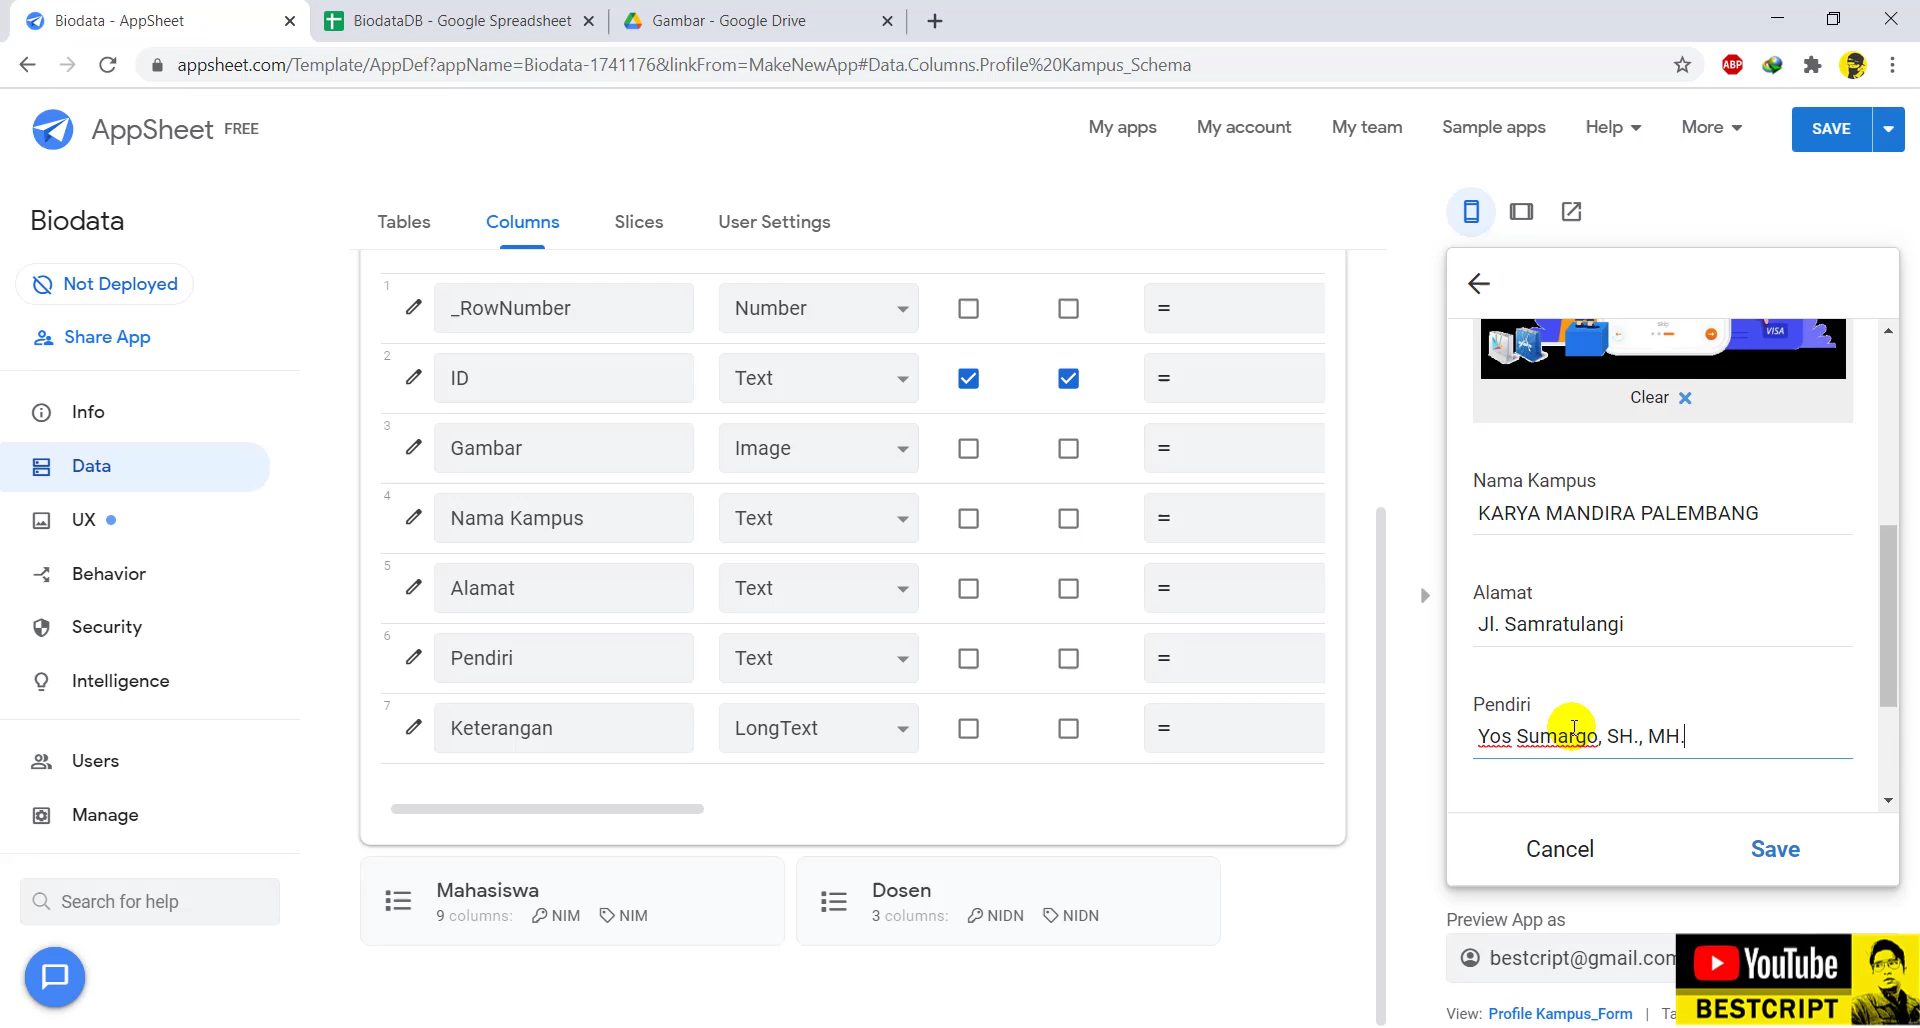 Biodata - AppSheet
BiodataDB - Google Spreadsheet
Gambar - Google Drive
appsheet.com/Template/AppDef?appName=Biodata-1741176&linkFrom=MakeNewApp#Data.Columns.Profile%20Kampus_Schema
ABP
AppSheet FREE
My apps
My account
My team
Sample apps
Help
More
SAVE
Biodata
Not Deployed
Share App
Info
Data
UX
Behavior
Security
Intelligence
Users
Manage
Search for help
Tables
Columns
Slices
User Settings
1 _RowNumber Number =
2 ID Text =
3 Gambar Image =
4 Nama Kampus Text =
5 Alamat Text =
6 Pendiri Text =
7 Keterangan LongText =
Mahasiswa
9 columns: NIM NIM
Dosen
3 columns: NIDN NIDN
Skip
VISA
Clear
Nama Kampus
KARYA MANDIRA PALEMBANG
Alamat
Jl. Samratulangi
Pendiri
Yos Sumargo, SH., MH.
Cancel
Save
Preview App as
bestcript@gmail.com
View: Profile Kampus_Form | Ta
YouTube
BESTCRIPT